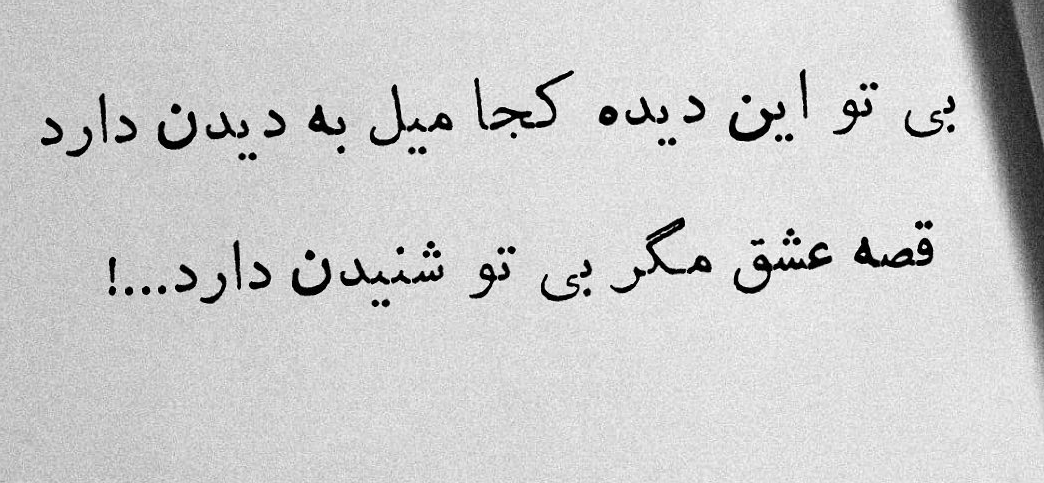 بی تو این دیده کجا میل به دیدن دارد
قصه عشق مگر بی تو شنیدن دارد...!